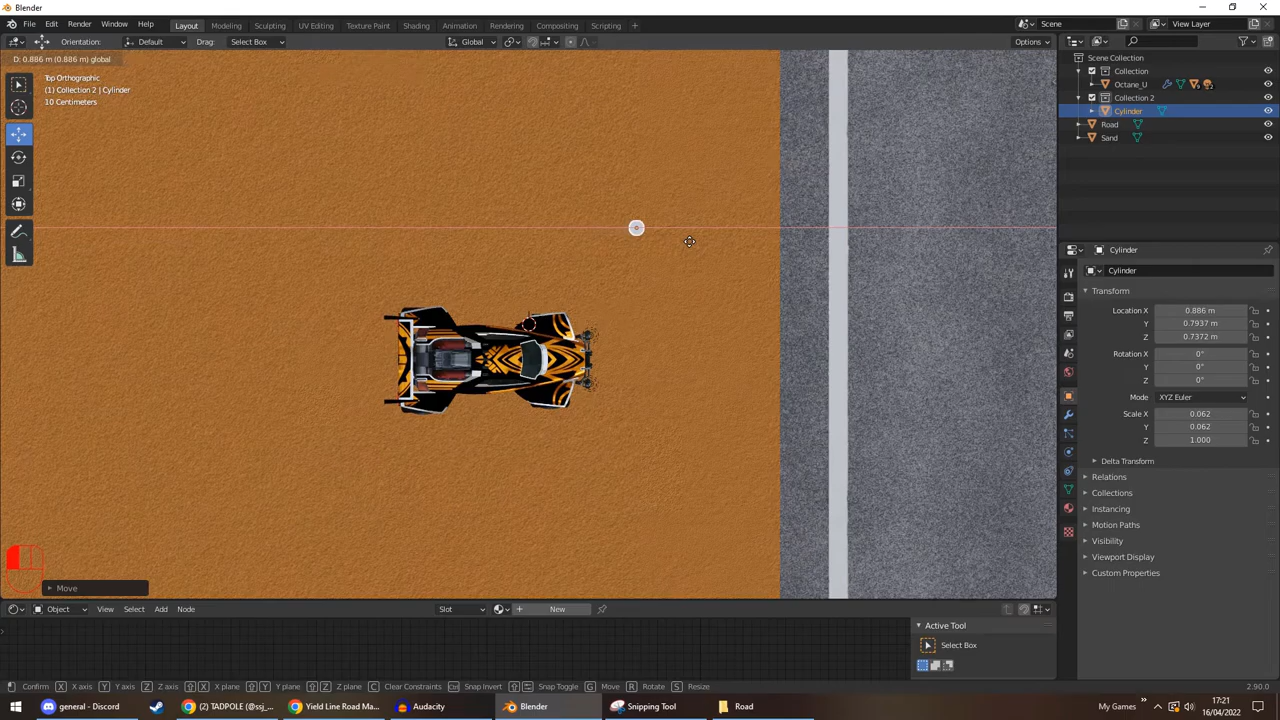 Blender
File Edit Render Window Help
Layout Modeling Sculpting UV Editing Texture Paint Shading Animation Rendering Compositing Scripting +
Scene
View Layer
Orientation: Default Drag: Select Box Global Options
D: 0.886 m (0.886 m) global
Top Orthographic
(1) Collection 2 | Cylinder
10 Centimeters
Scene Collection
Collection
Octane_U
Collection 2
Cylinder
Road
Sand
Cylinder
Cylinder
Transform
Location X 0.886 m
Y 0.7937 m
Z 0.7372 m
Rotation X 0°
Y 0°
Z 0°
Mode XYZ Euler
Scale X 0.062
Y 0.062
Z 1.000
Delta Transform
Relations
Collections
Instancing
Motion Paths
Visibility
Viewport Display
Custom Properties
Move
Object View Select Add Node Slot New
Active Tool
Select Box
Confirm X X axis Y Y axis Z Z axis X X plane Y Y plane Z Z plane C Clear Constraints Ctrl Snap Invert Snap Toggle G Move R Rotate S Resize 2.90.0
general - Discord (2) TADPOLE (@ssj_... Yield Line Road Ma... Audacity Blender Snipping Tool Road My Games 17:21
16/04/2022